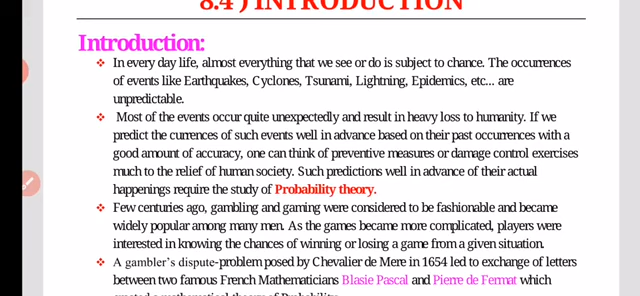 8.4 ) INTRODUCTION
Introduction:
❖ In every day life, almost everything that we see or do is subject to chance. The occurrences
of events like Earthquakes, Cyclones, Tsunami, Lightning, Epidemics, etc... are
unpredictable.
❖ Most of the events occur quite unexpectedly and result in heavy loss to humanity. If we
predict the currences of such events well in advance based on their past occurrences with a
good amount of accuracy, one can think of preventive measures or damage control exercises
much to the relief of human society. Such predictions well in advance of their actual
happenings require the study of Probability theory.
❖ Few centuries ago, gambling and gaming were considered to be fashionable and became
widely popular among many men. As the games became more complicated, players were
interested in knowing the chances of winning or losing a game from a given situation.
❖ A gambler's dispute-problem posed by Chevalier de Mere in 1654 led to exchange of letters
between two famous French Mathematicians Blasie Pascal and Pierre de Fermat which
created a mathematical theory of Probability.